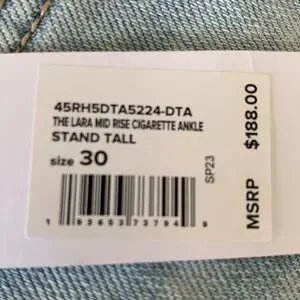 45RH5DTA5224-DTA
THE LARA MID RISE CIGARETTE ANKLE
STAND TALL
size 30
SP23
MSRP $188.00
1 93653 73794 9